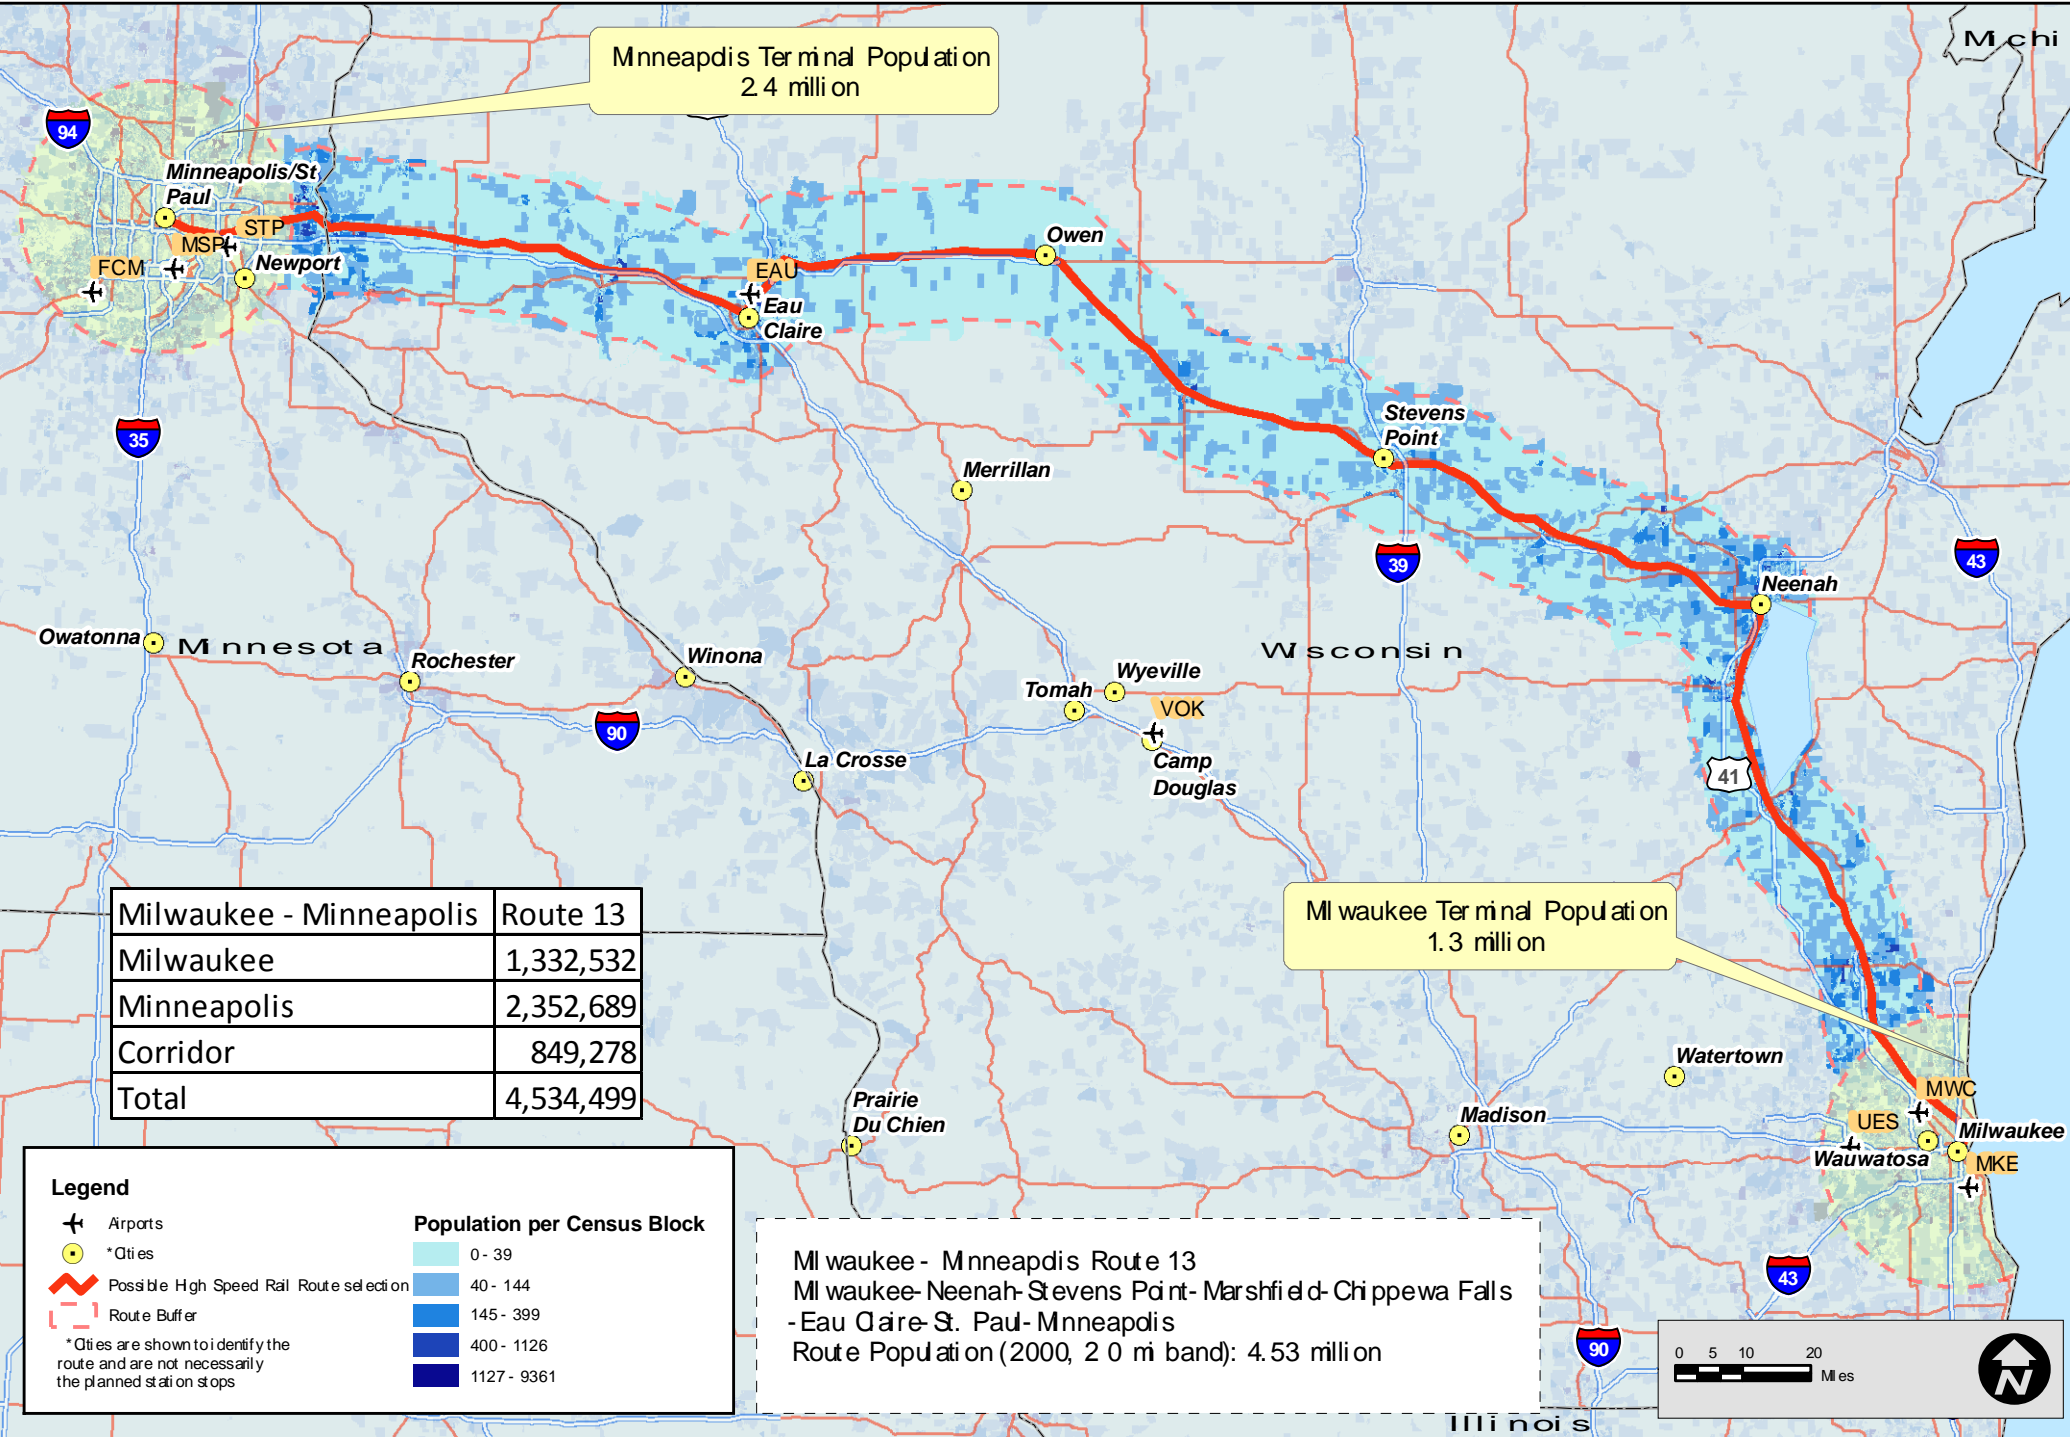 Michi
Minneapolis Terminal Population
2.4 million
94
Minneapolis/St
Paul
STP
MSP
FCM
Newport
EAU
Eau
Claire
Owen
35
Stevens
Point
Merrillan
39
43
Neenah
Owatonna
Minnesota
Rochester
Winona
Wisconsin
Wyeville
Tomah
VOK
90
La Crosse
Camp
Douglas
41
Milwaukee - Minneapolis Route 13
Milwaukee 1,332,532
Minneapolis 2,352,689
Corridor 849,278
Total 4,534,499
Milwaukee Terminal Population
1.3 million
Watertown
Prairie
Du Chien
Madison
MWC
UES
Milwaukee
Wauwatosa
MKE
Legend
Airports
*Cities
Possible High Speed Rail Route selection
Route Buffer
*Cities are shown to identify the
route and are not necessarily
the planned station stops
Population per Census Block
0 - 39
40 - 144
145 - 399
400 - 1126
1127 - 9361
Milwaukee - Minneapolis Route 13
Milwaukee-Neenah-Stevens Point-Marshfield-Chippewa Falls
-Eau Claire-St. Paul-Minneapolis
Route Population (2000, 20 mi band): 4.53 million
43
90
0 5 10 20
Miles
N
Illinois